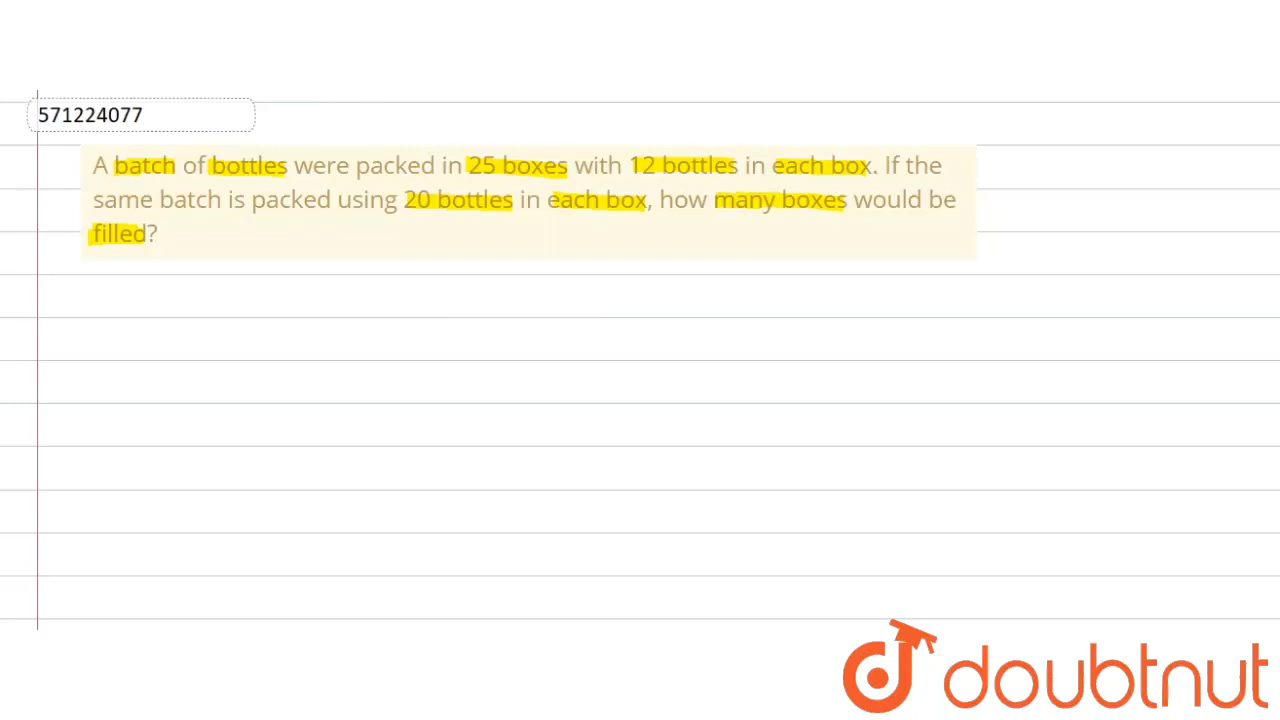 571224077
A batch of bottles were packed in 25 boxes with 12 bottles in each box. If the
same batch is packed using 20 bottles in each box, how many boxes would be
filled?
doubtnut